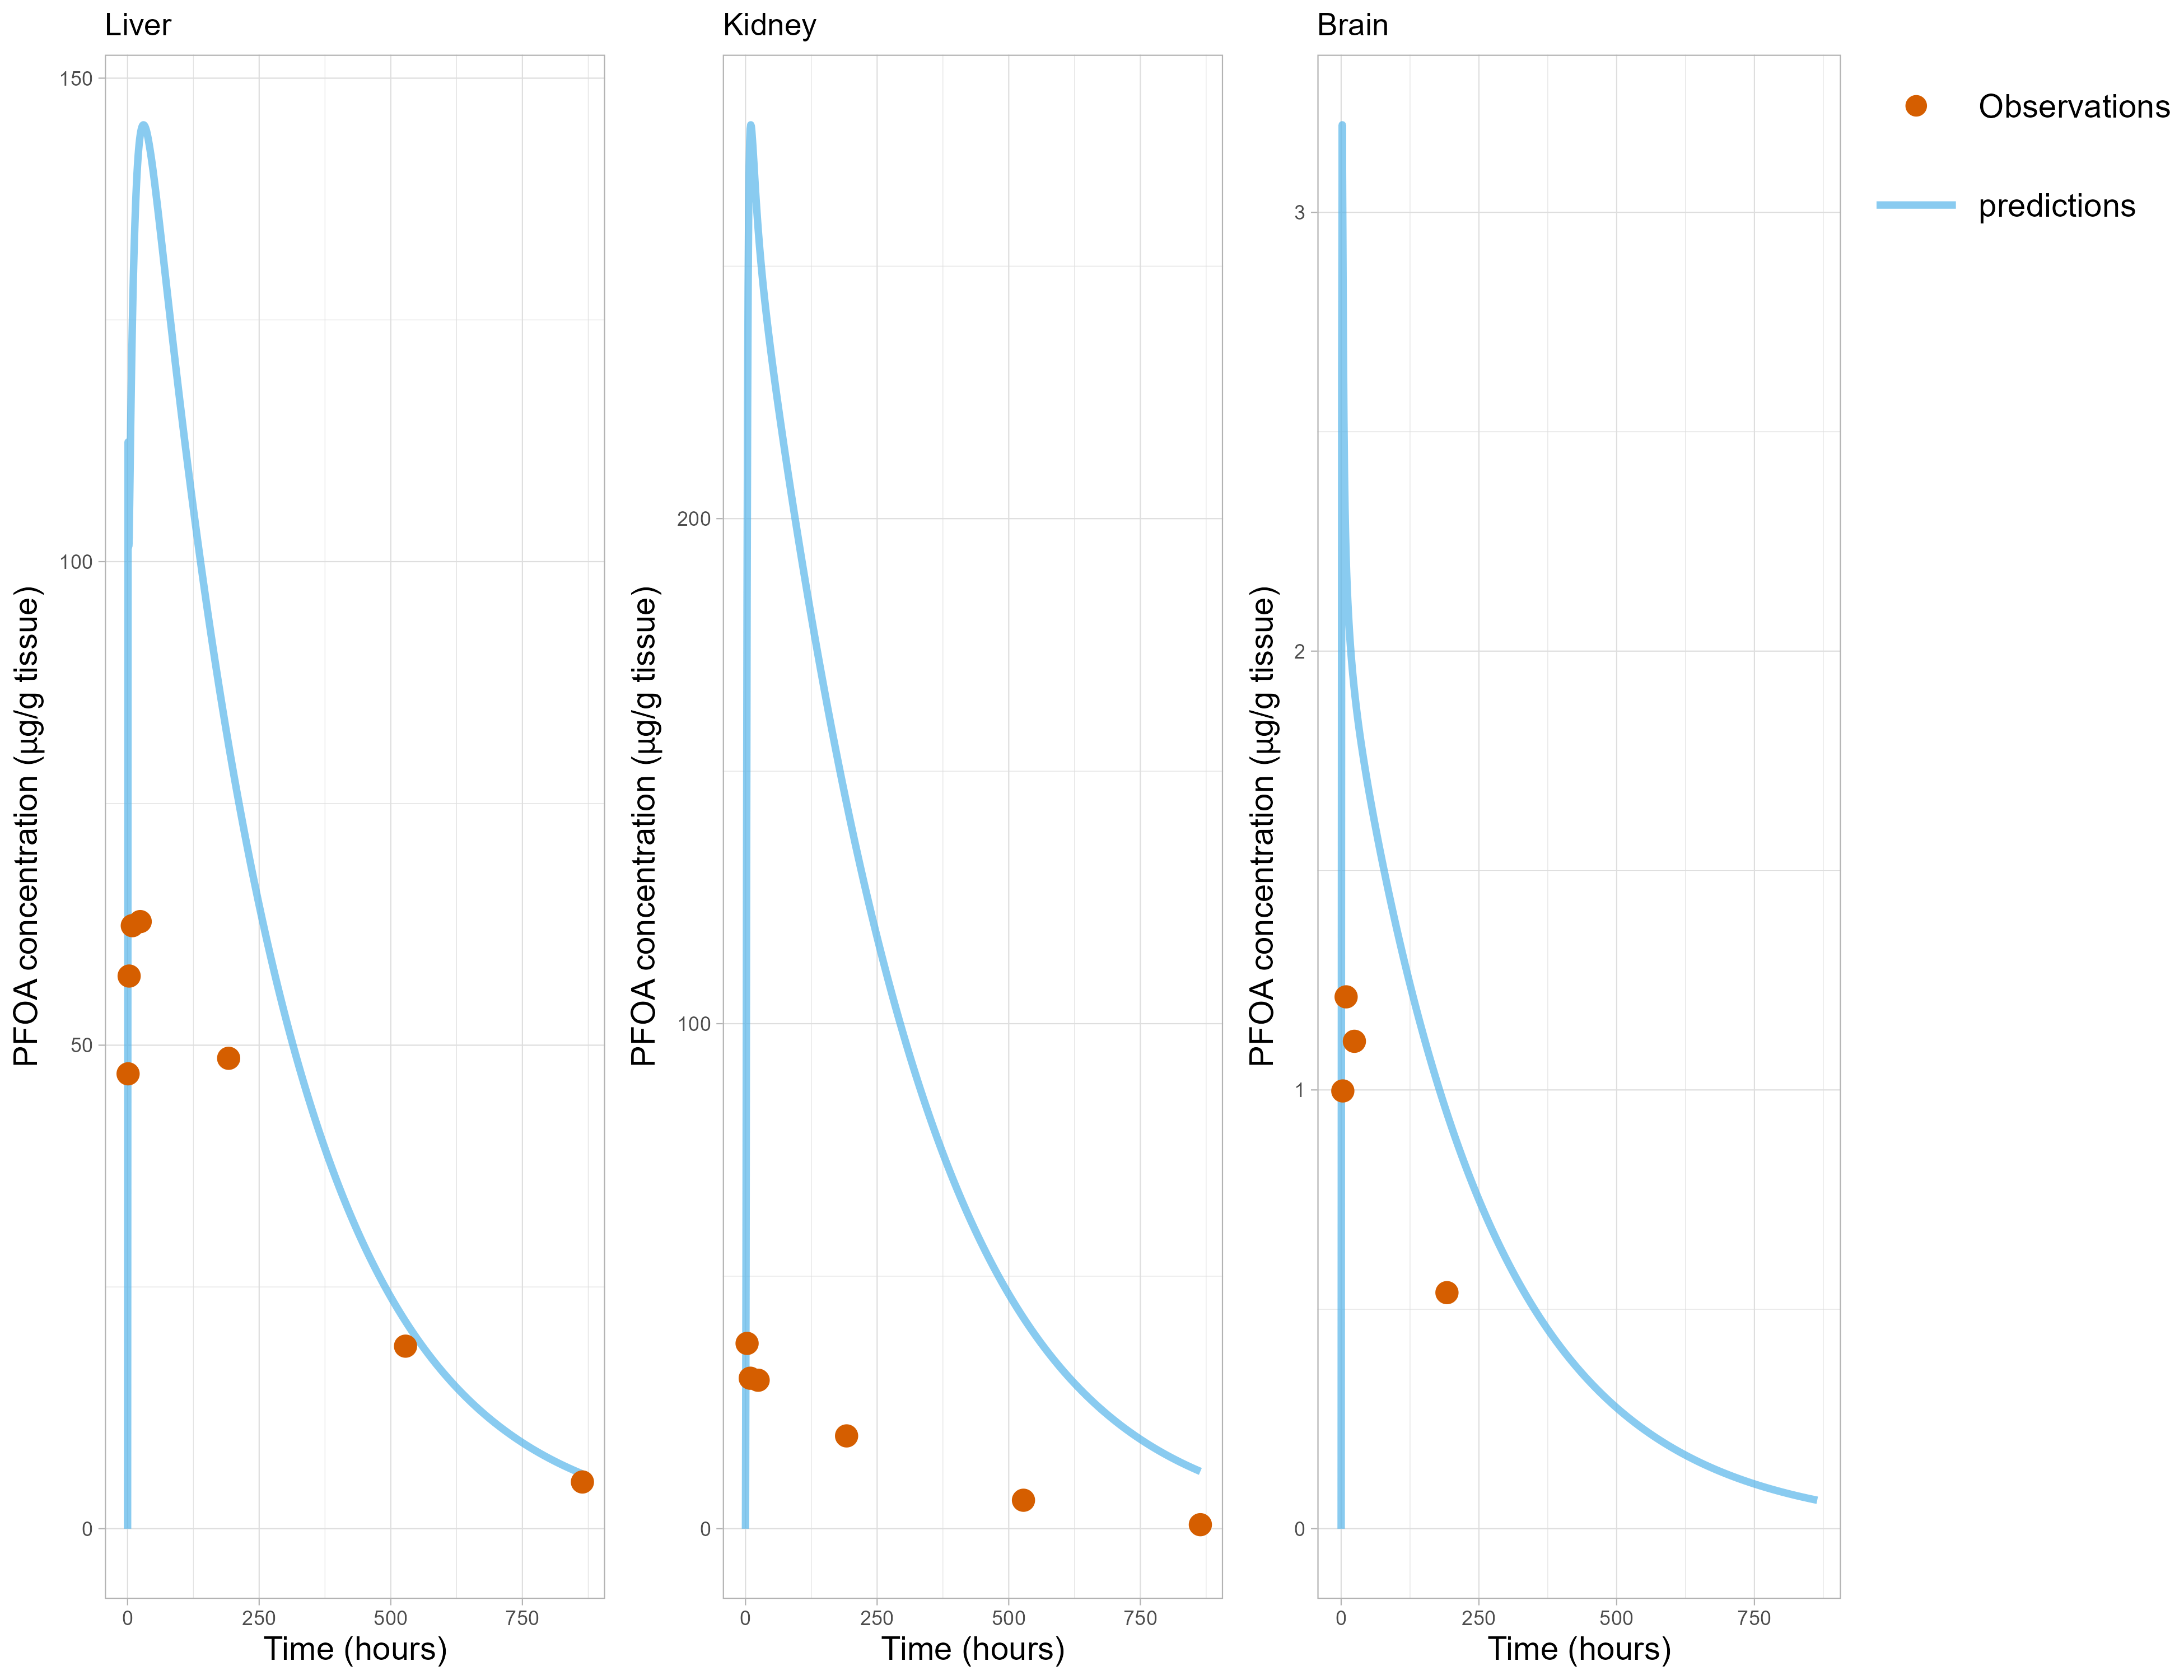 Liver
PFOA concentration (µg/g tissue)
150
100
50
0
0 250 500 750
Time (hours)
Kidney
PFOA concentration (µg/g tissue)
200
100
0
0 250 500 750
Time (hours)
Brain
PFOA concentration (µg/g tissue)
3
2
1
0
0 250 500 750
Time (hours)
Observations
predictions